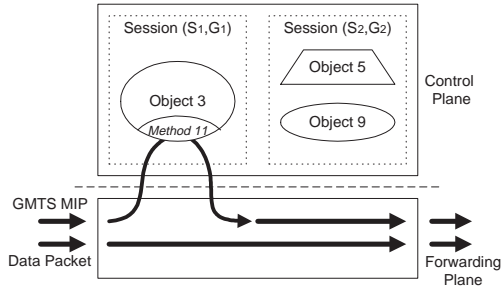 Session (S1,G1)
Session (S2,G2)
Object 5
Object 3
Method 11
Object 9
Control
Plane
GMTS MIP
Data Packet
Forwarding
Plane